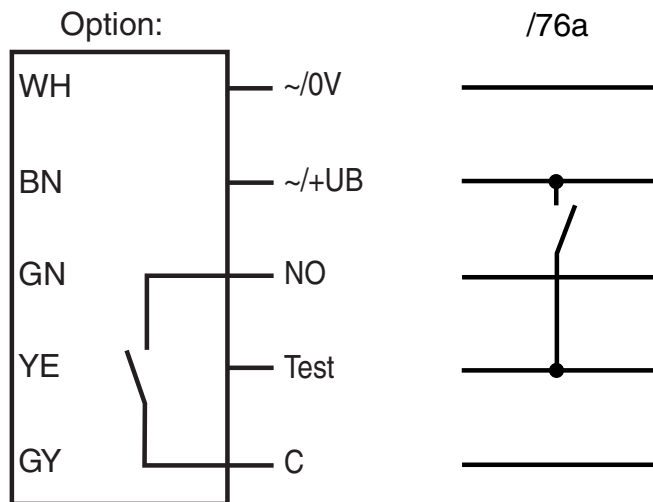 Option: /76a
WH ~/0V
BN ~/+UB
GN NO
YE Test
GY C